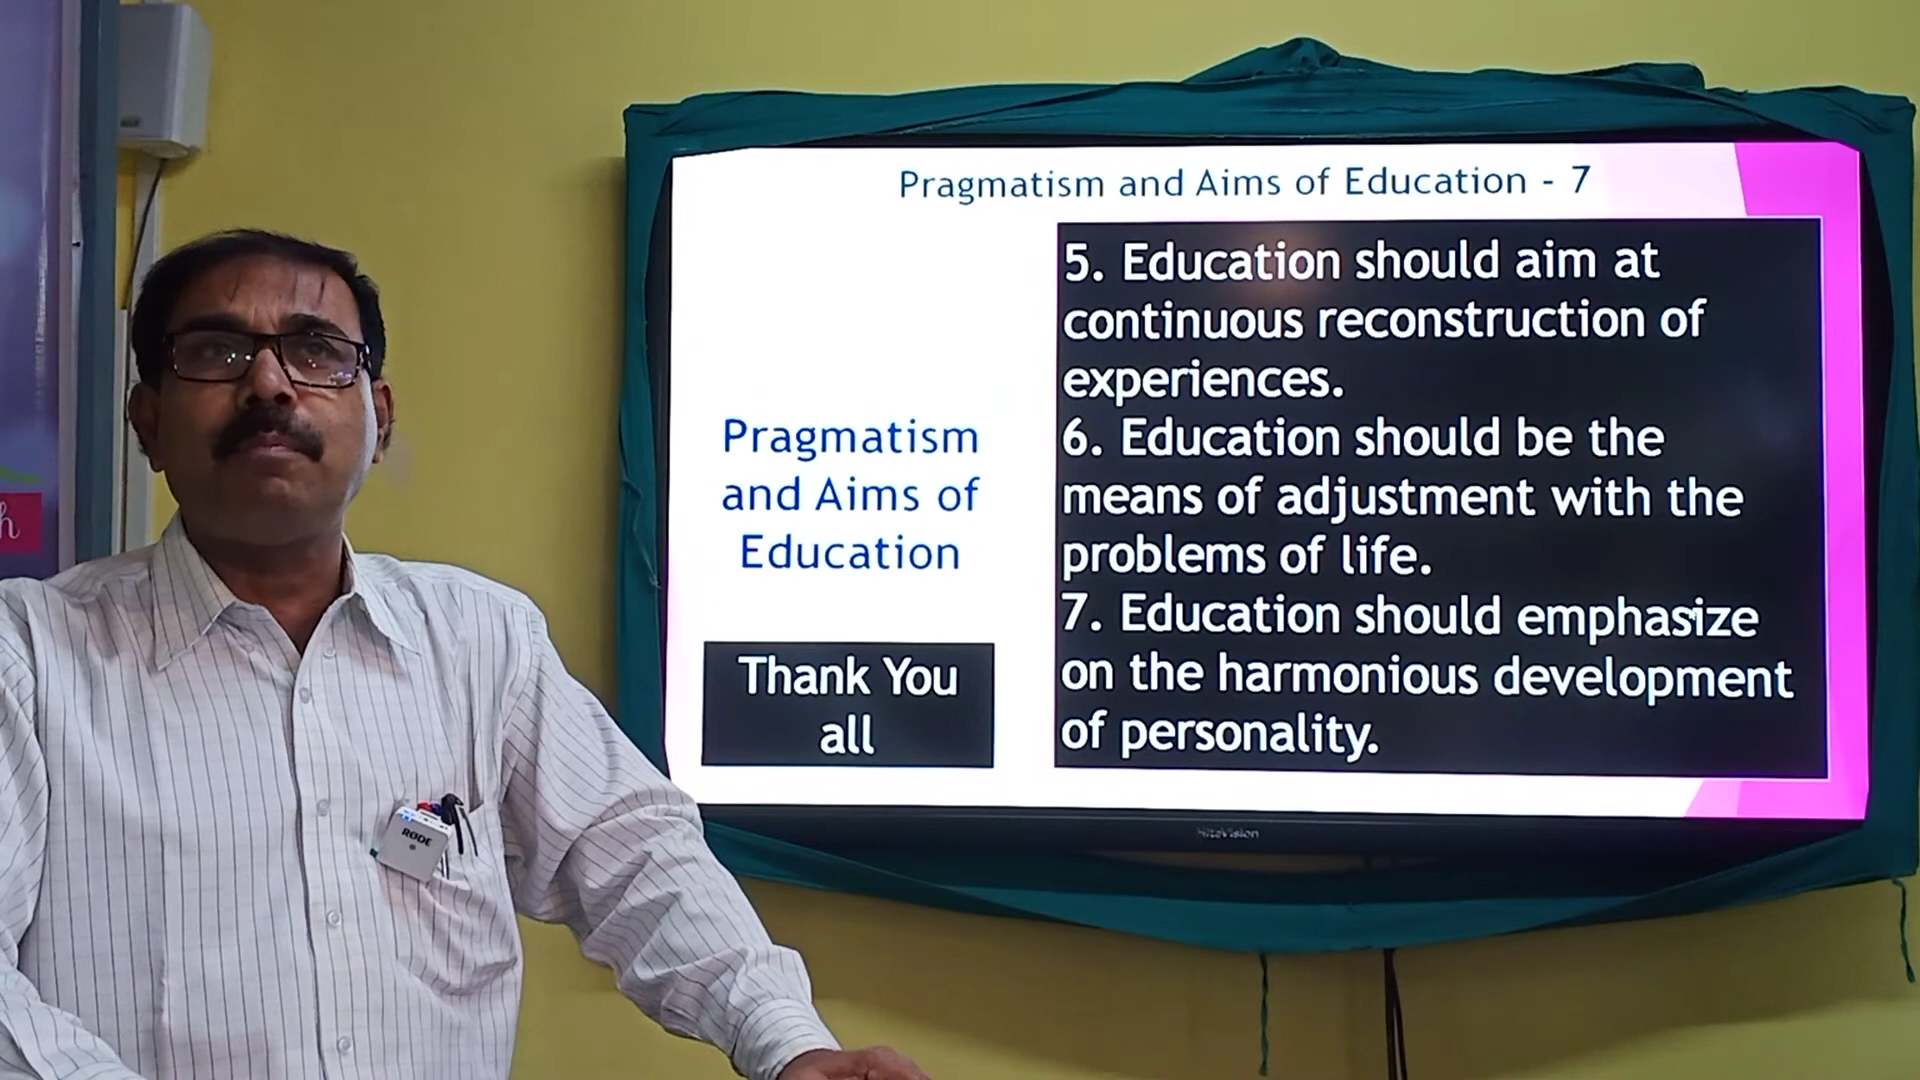 Pragmatism and Aims of Education - 7
5. Education should aim at
continuous reconstruction of
experiences.
6. Education should be the
means of adjustment with the
problems of life.
7. Education should emphasize
on the harmonious development
of personality.
Pragmatism
and Aims of
Education
Thank You
all
RØDE
HiteVision
h